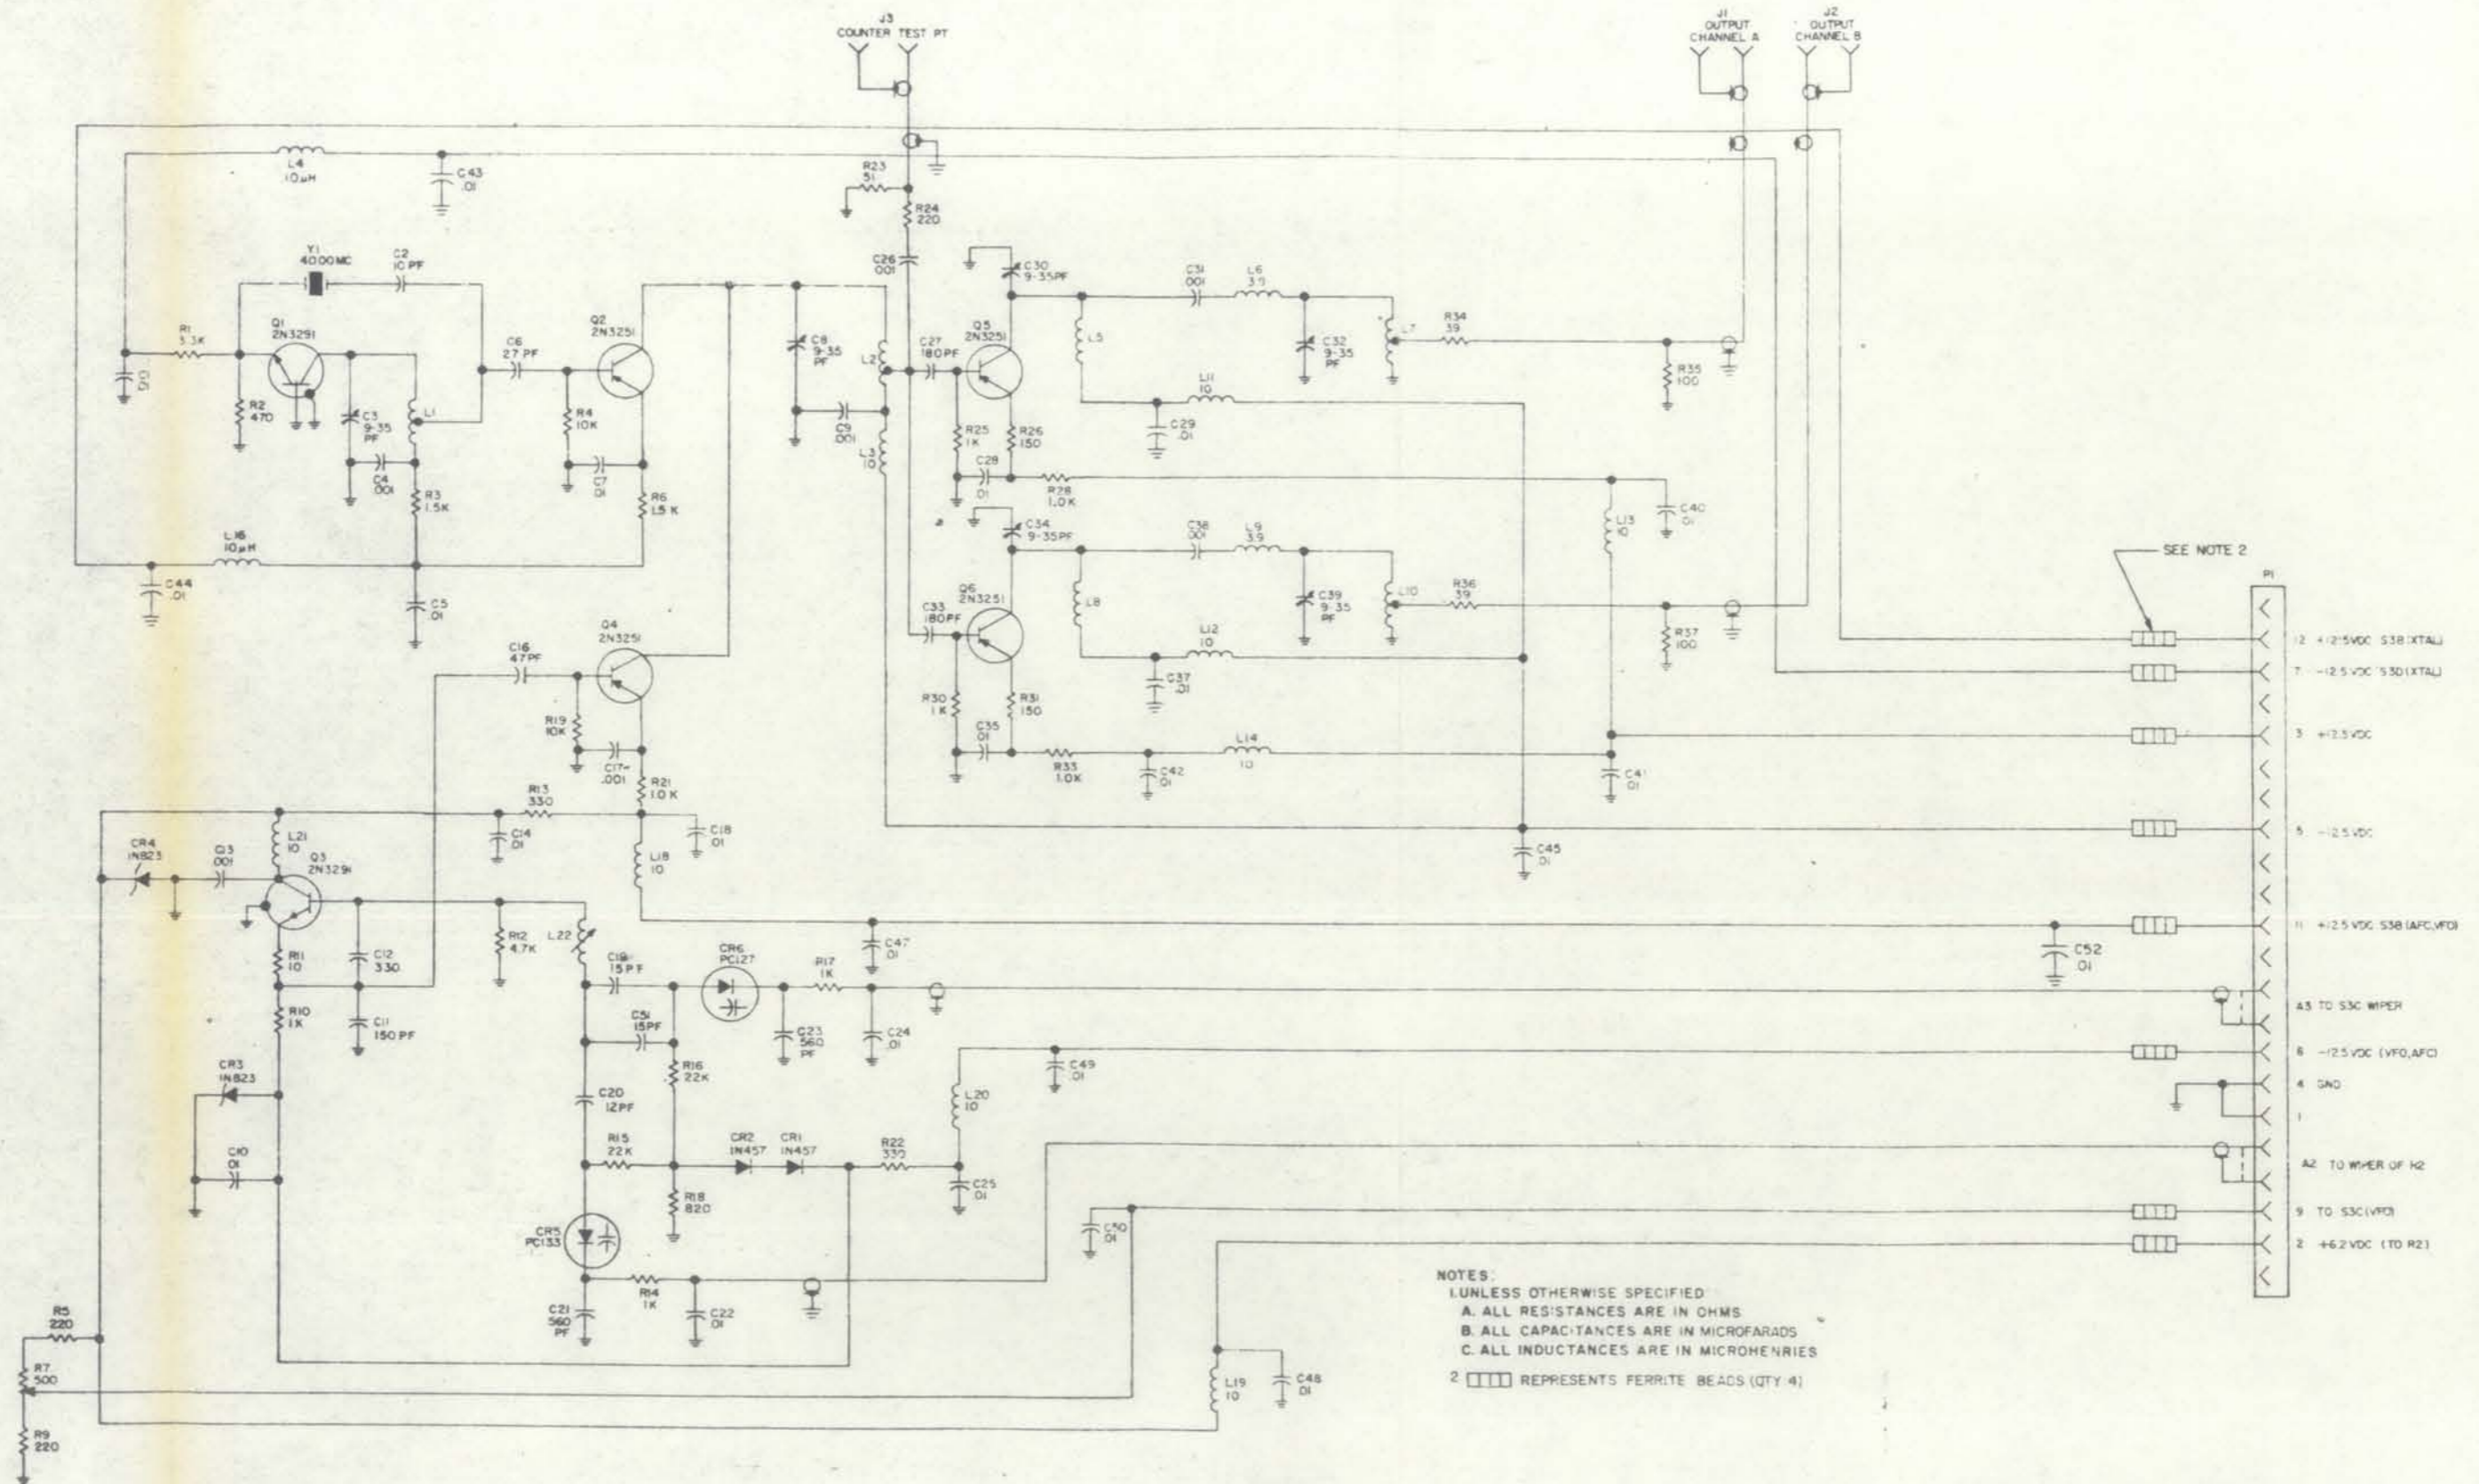 J3
COUNTER TEST PT
J1
OUTPUT
CHANNEL A
J2
OUTPUT
CHANNEL B
L4
10µH
C43
.01
R23
51
R24
220
Y1
4000MC
C2
10 PF
C26
.001
C30
9-35PF
C31
.001
L6
3.9
R1
3.3K
Q1
2N3291
C6
27 PF
Q2
2N3251
C8
9-35
PF
L2
C27
180PF
Q5
2N3251
L5
C32
9-35
PF
L7
R34
39
R35
100
R2
470
C3
9-35
PF
L1
R4
10K
C9
.001
L3
10
R25
1K
R26
150
L11
10
C29
.01
C4
.001
R3
1.5K
C7
.01
R6
1.5 K
C28
.01
R28
1.0K
C34
9-35PF
C38
.001
L9
3.9
L13
10
C40
.01
L16
10µH
C44
.01
C5
.01
Q6
2N3251
C33
180PF
L8
C39
9-35
PF
L10
R36
39
R37
100
SEE NOTE 2
P1
Q4
2N3251
C16
47PF
L12
10
C37
.01
12 +12.5VDC S3B (XTAL)
7 -12.5 VDC S3D (XTAL)
R19
10K
C17
.001
R21
1.0 K
R30
1K
R31
150
C35
.01
R33
1.0K
C42
.01
L14
10
C41
.01
3 +12.5VDC
R13
330
C14
.01
C18
.01
L21
10
CR4
1N823
C13
.001
Q3
2N3291
L18
10
C45
.01
5 -12.5 VDC
R12
4.7K
L22
C47
.01
C52
.01
11 +12.5 VDC S3B (AFC,VFO)
R11
10
C12
330
C19
15PF
CR6
PC127
R17
1K
C51
15PF
C23
560
PF
C24
.01
A3 TO S3C WIPER
R10
1K
C11
150 PF
R16
22K
C49
.01
6 -12.5VDC (VFO,AFC)
CR3
1N823
C20
12PF
L20
10
4 GND
1
C10
.01
R15
22K
CR2
1N457
CR1
1N457
R22
330
C25
.01
A2 TO WIPER OF R2
R18
820
CR5
PC133
C50
.01
9 TO S3C (VFO)
2 +6.2 VDC (TO R2)
C21
560
PF
R14
1K
C22
.01
R5
220
R7
500
R9
220
L19
10
C48
.01
NOTES:
1.UNLESS OTHERWISE SPECIFIED
A. ALL RESISTANCES ARE IN OHMS
B. ALL CAPACITANCES ARE IN MICROFARADS
C. ALL INDUCTANCES ARE IN MICROHENRIES
2 REPRESENTS FERRITE BEADS (QTY 4)